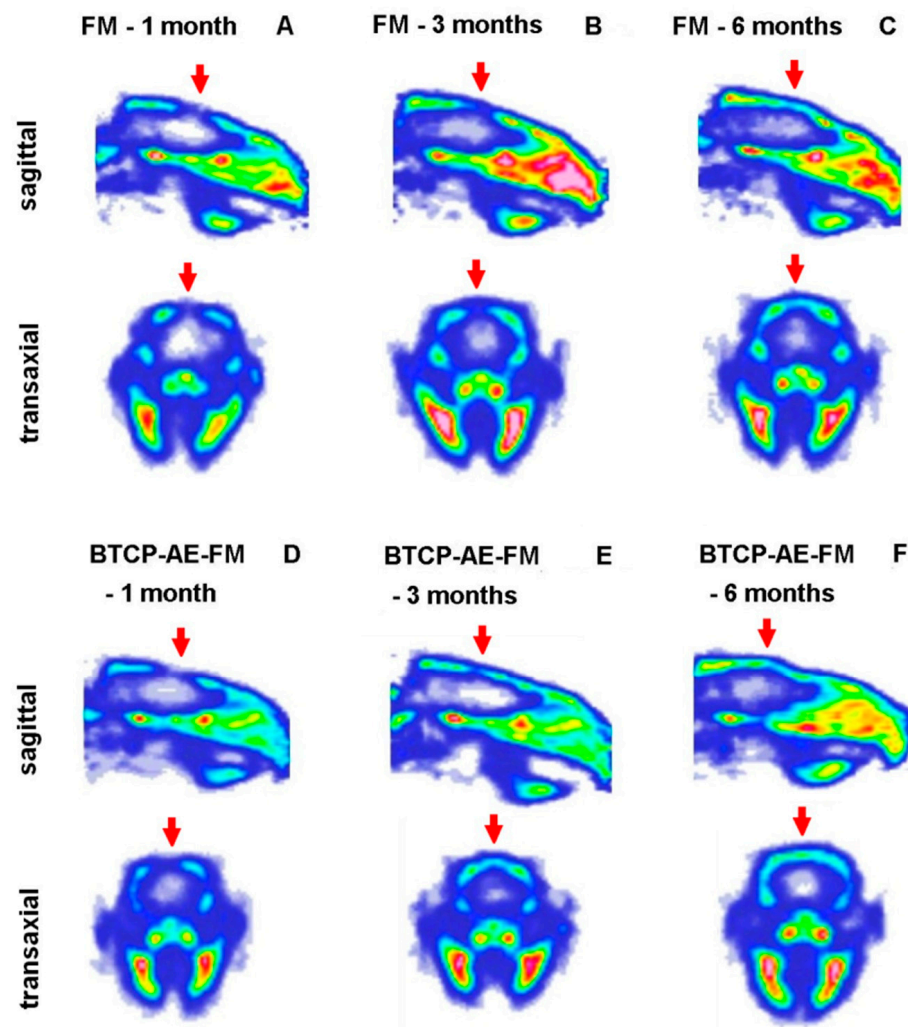 FM - 1 month A
FM - 3 months B
FM - 6 months C
sagittal
transaxial
BTCP-AE-FM D
- 1 month
BTCP-AE-FM E
- 3 months
BTCP-AE-FM F
- 6 months
sagittal
transaxial